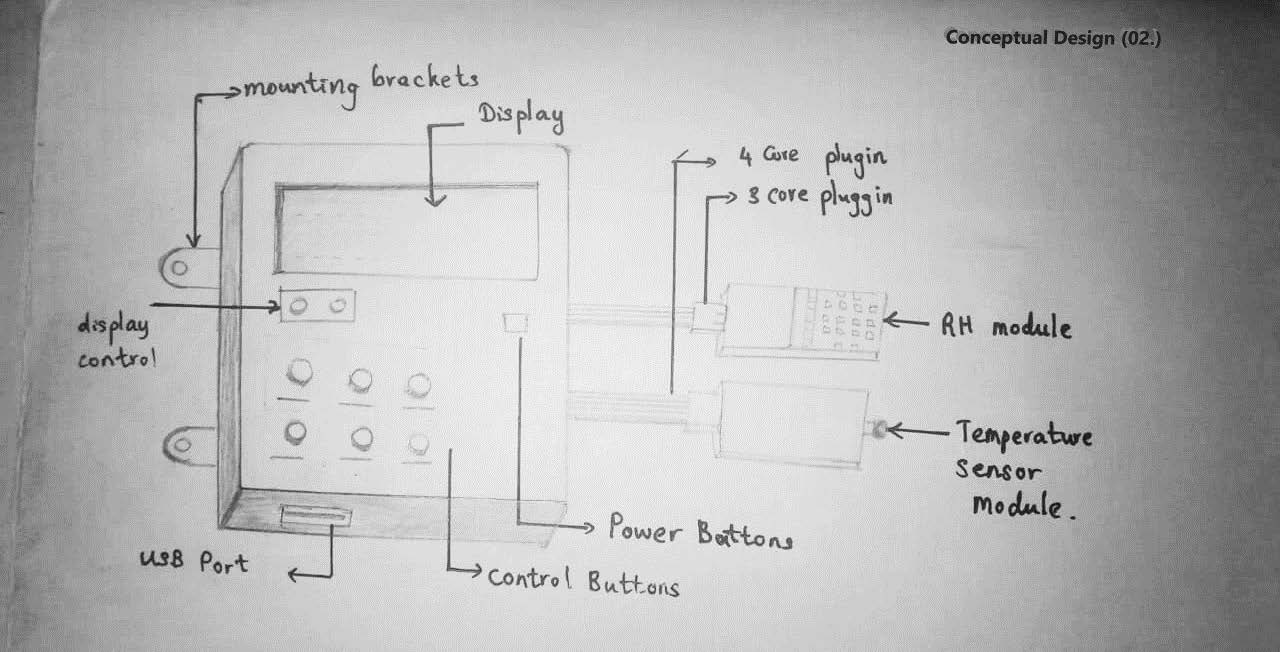 Conceptual Design (02.)
mounting brackets
Display
4 Core plugin
3 core pluggin
display
control
RH module
Temperature
sensor
module.
Power Buttons
USB Port
Control Buttons